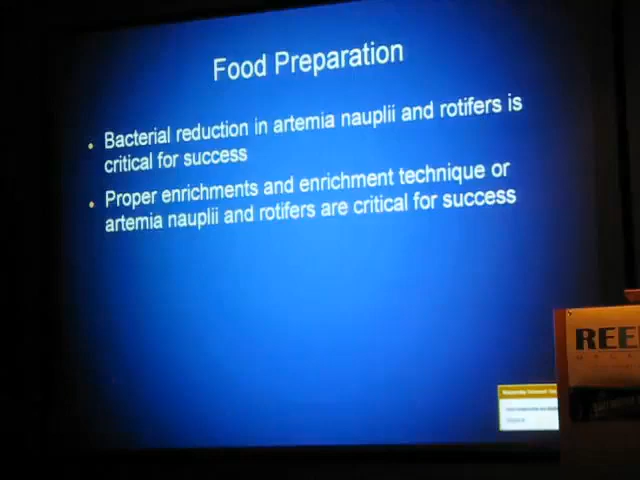 Food Preparation
• Bacterial reduction in artemia nauplii and rotifers is
critical for success
• Proper enrichments and enrichment technique or
artemia nauplii and rotifers are critical for success
REE